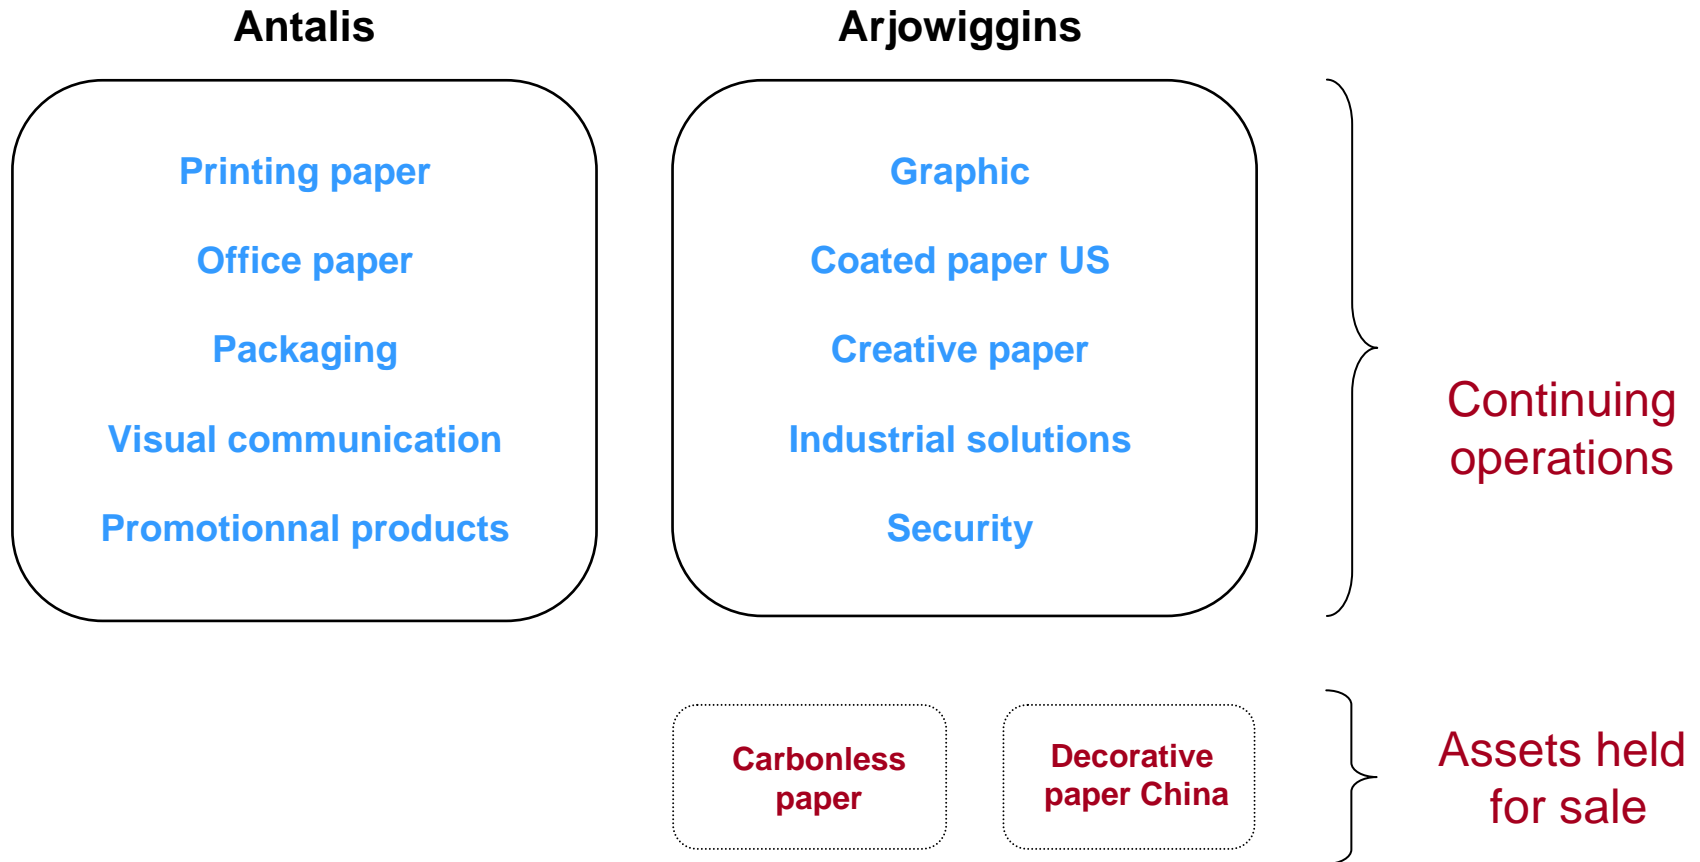 Antalis
Arjowiggins
Printing paper
Office paper
Packaging
Visual communication
Promotionnal products
Graphic
Coated paper US
Creative paper
Industrial solutions
Security
Continuing
operations
Carbonless
paper
Decorative
paper China
Assets held
for sale